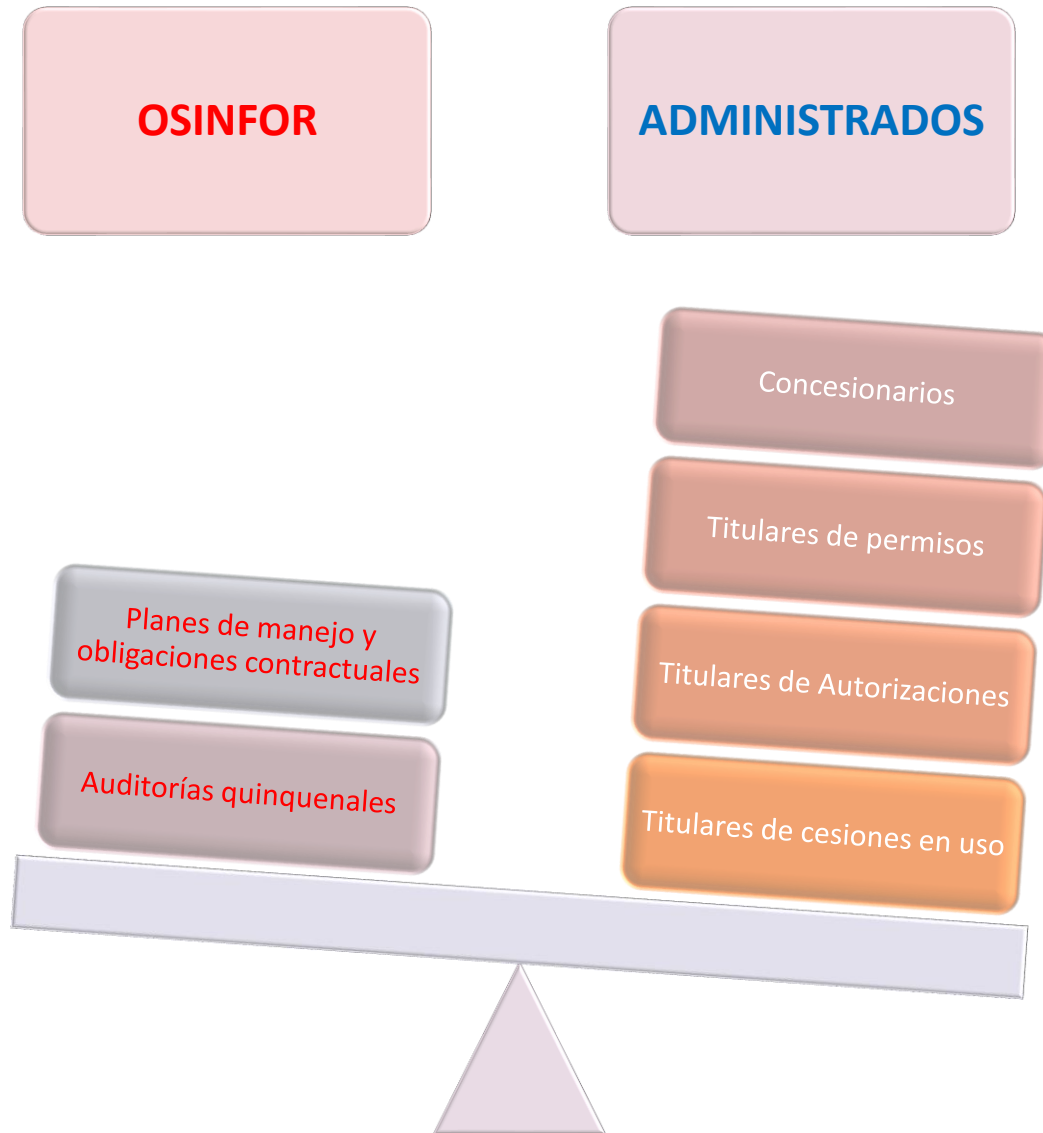 OSINFOR
ADMINISTRADOS
Planes de manejo y
obligaciones contractuales
Auditorías quinquenales
Concesionarios
Titulares de permisos
Titulares de Autorizaciones
Titulares de cesiones en uso